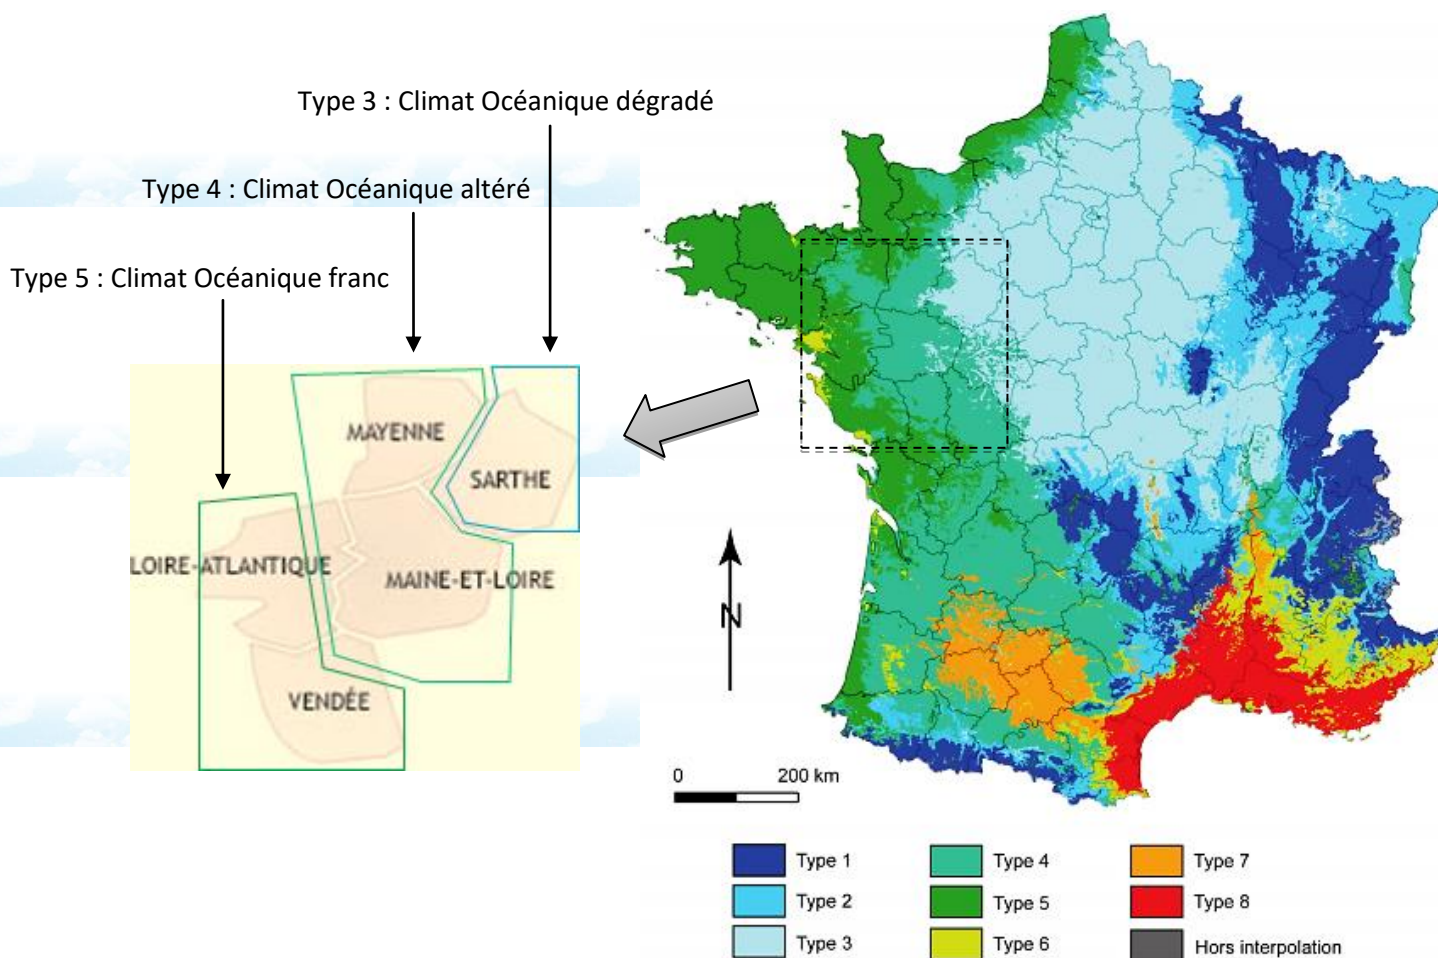 Type 3 : Climat Océanique dégradé
Type 4 : Climat Océanique altéré
Type 5 : Climat Océanique franc
MAYENNE
SARTHE
LOIRE-ATLANTIQUE
MAINE-ET-LOIRE
VENDÉE
N
0 200 km
Type 1
Type 2
Type 3
Type 4
Type 5
Type 6
Type 7
Type 8
Hors interpolation